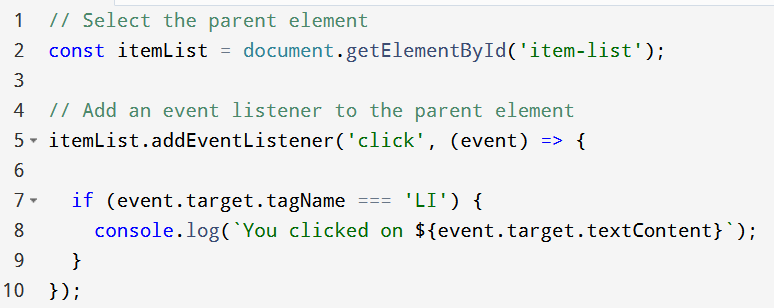 1 // Select the parent element
2 const itemList = document.getElementById('item-list');
3
4 // Add an event listener to the parent element
5 itemList.addEventListener('click', (event) => {
6
7   if (event.target.tagName === 'LI') {
8     console.log(`You clicked on ${event.target.textContent}`);
9   }
10 });